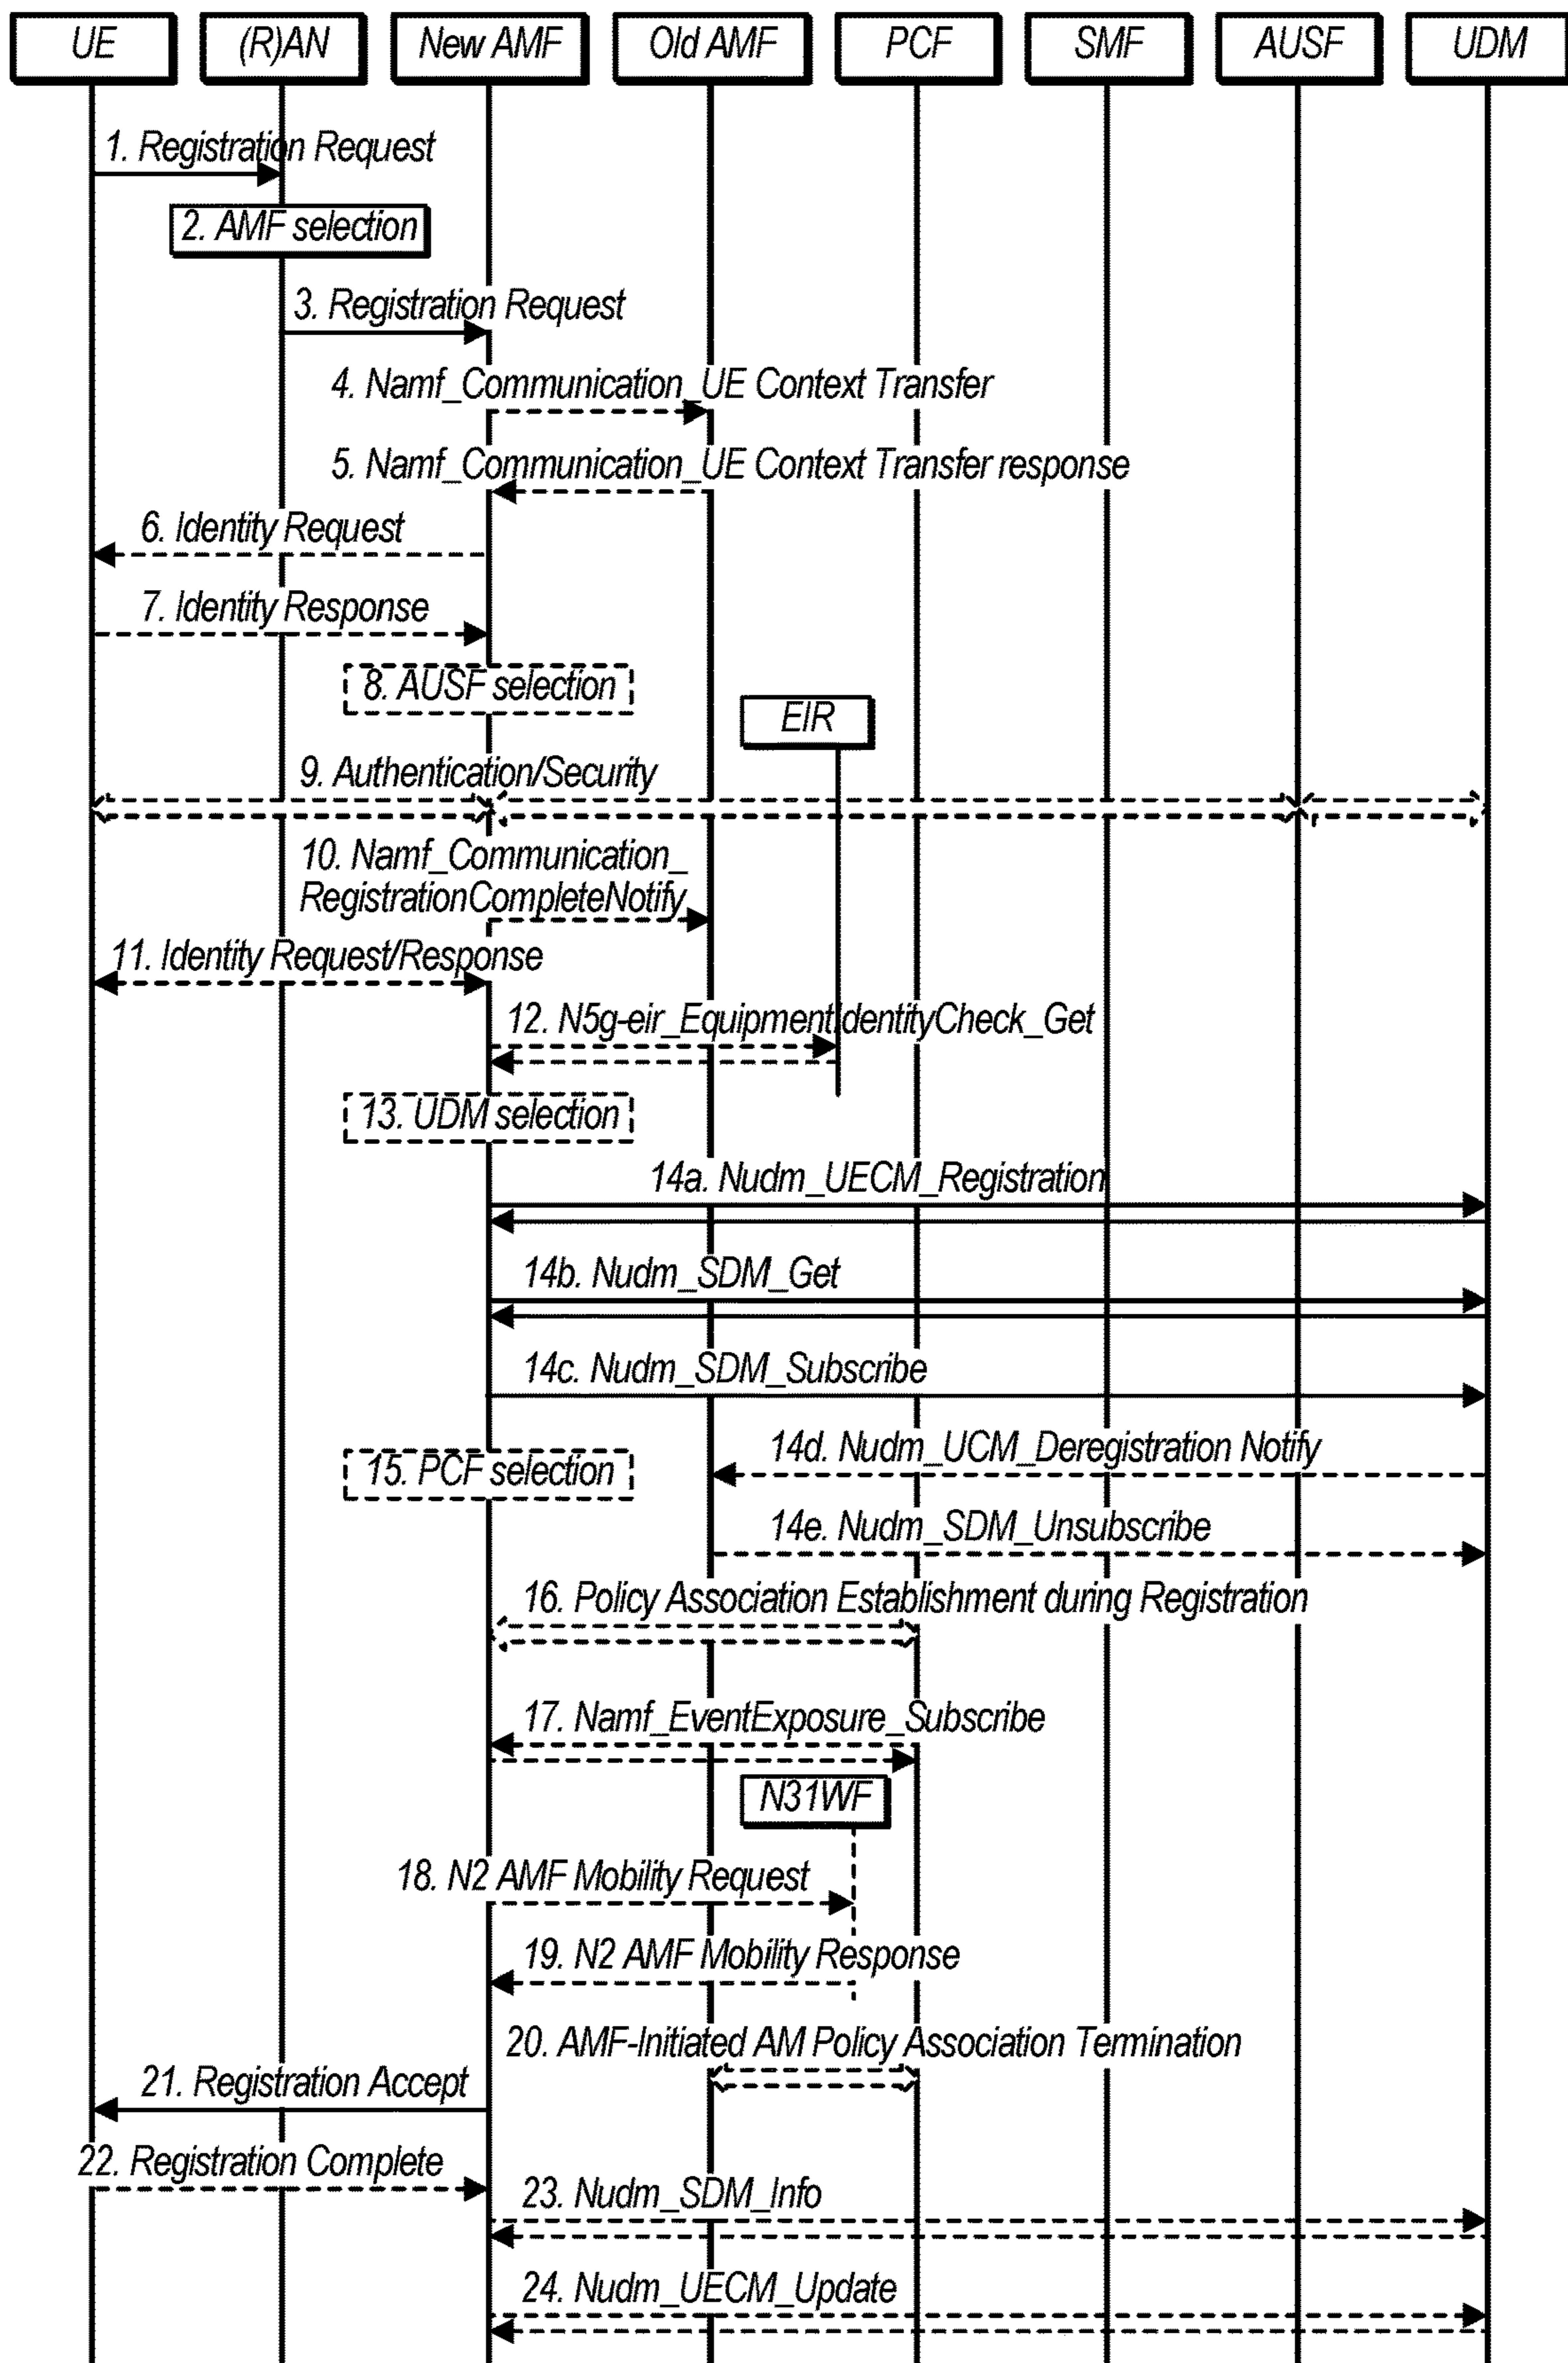 UE
(R)AN
New AMF
Old AMF
PCF
SMF
AUSF
UDM
1. Registration Request
2. AMF selection
3. Registration Request
4. Namf_Communication_UE Context Transfer
5. Namf_Communication_UE Context Transfer response
6. Identity Request
7. Identity Response
8. AUSF selection
EIR
9. Authentication/Security
10. Namf_Communication_
RegistrationCompleteNotify
11. Identity Request/Response
12. N5g-eir_EquipmentIdentityCheck_Get
13. UDM selection
14a. Nudm_UECM_Registration
14b. Nudm_SDM_Get
14c. Nudm_SDM_Subscribe
14d. Nudm_UCM_Deregistration Notify
15. PCF selection
14e. Nudm_SDM_Unsubscribe
16. Policy Association Establishment during Registration
17. Namf_EventExposure_Subscribe
N31WF
18. N2 AMF Mobility Request
19. N2 AMF Mobility Response
20. AMF-Initiated AM Policy Association Termination
21. Registration Accept
22. Registration Complete
23. Nudm_SDM_Info
24. Nudm_UECM_Update